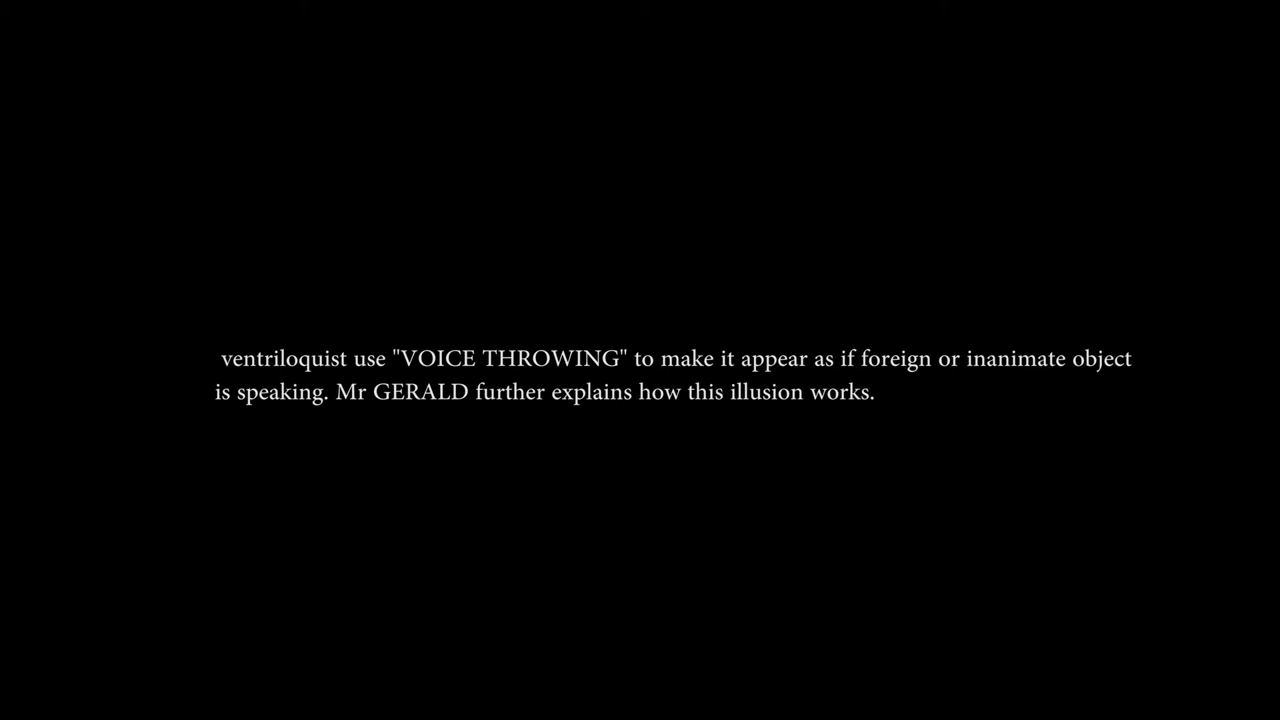 ventriloquist use "VOICE THROWING" to make it appear as if foreign or inanimate object
is speaking. Mr GERALD further explains how this illusion works.